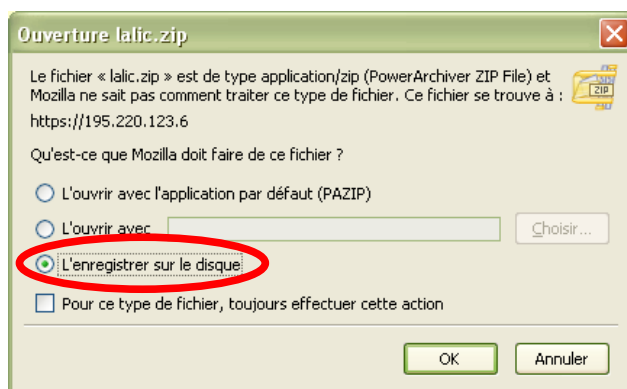 Ouverture lalic.zip
Le fichier « lalic.zip » est de type application/zip (PowerArchiver ZIP File) et
Mozilla ne sait pas comment traiter ce type de fichier. Ce fichier se trouve à :
ZIP
https://195.220.123.6
Qu'est-ce que Mozilla doit faire de ce fichier ?
L'ouvrir avec l'application par défaut (PAZIP)
L'ouvrir avec
Choisir...
L'enregistrer sur le disque
Pour ce type de fichier, toujours effectuer cette action
OK
Annuler